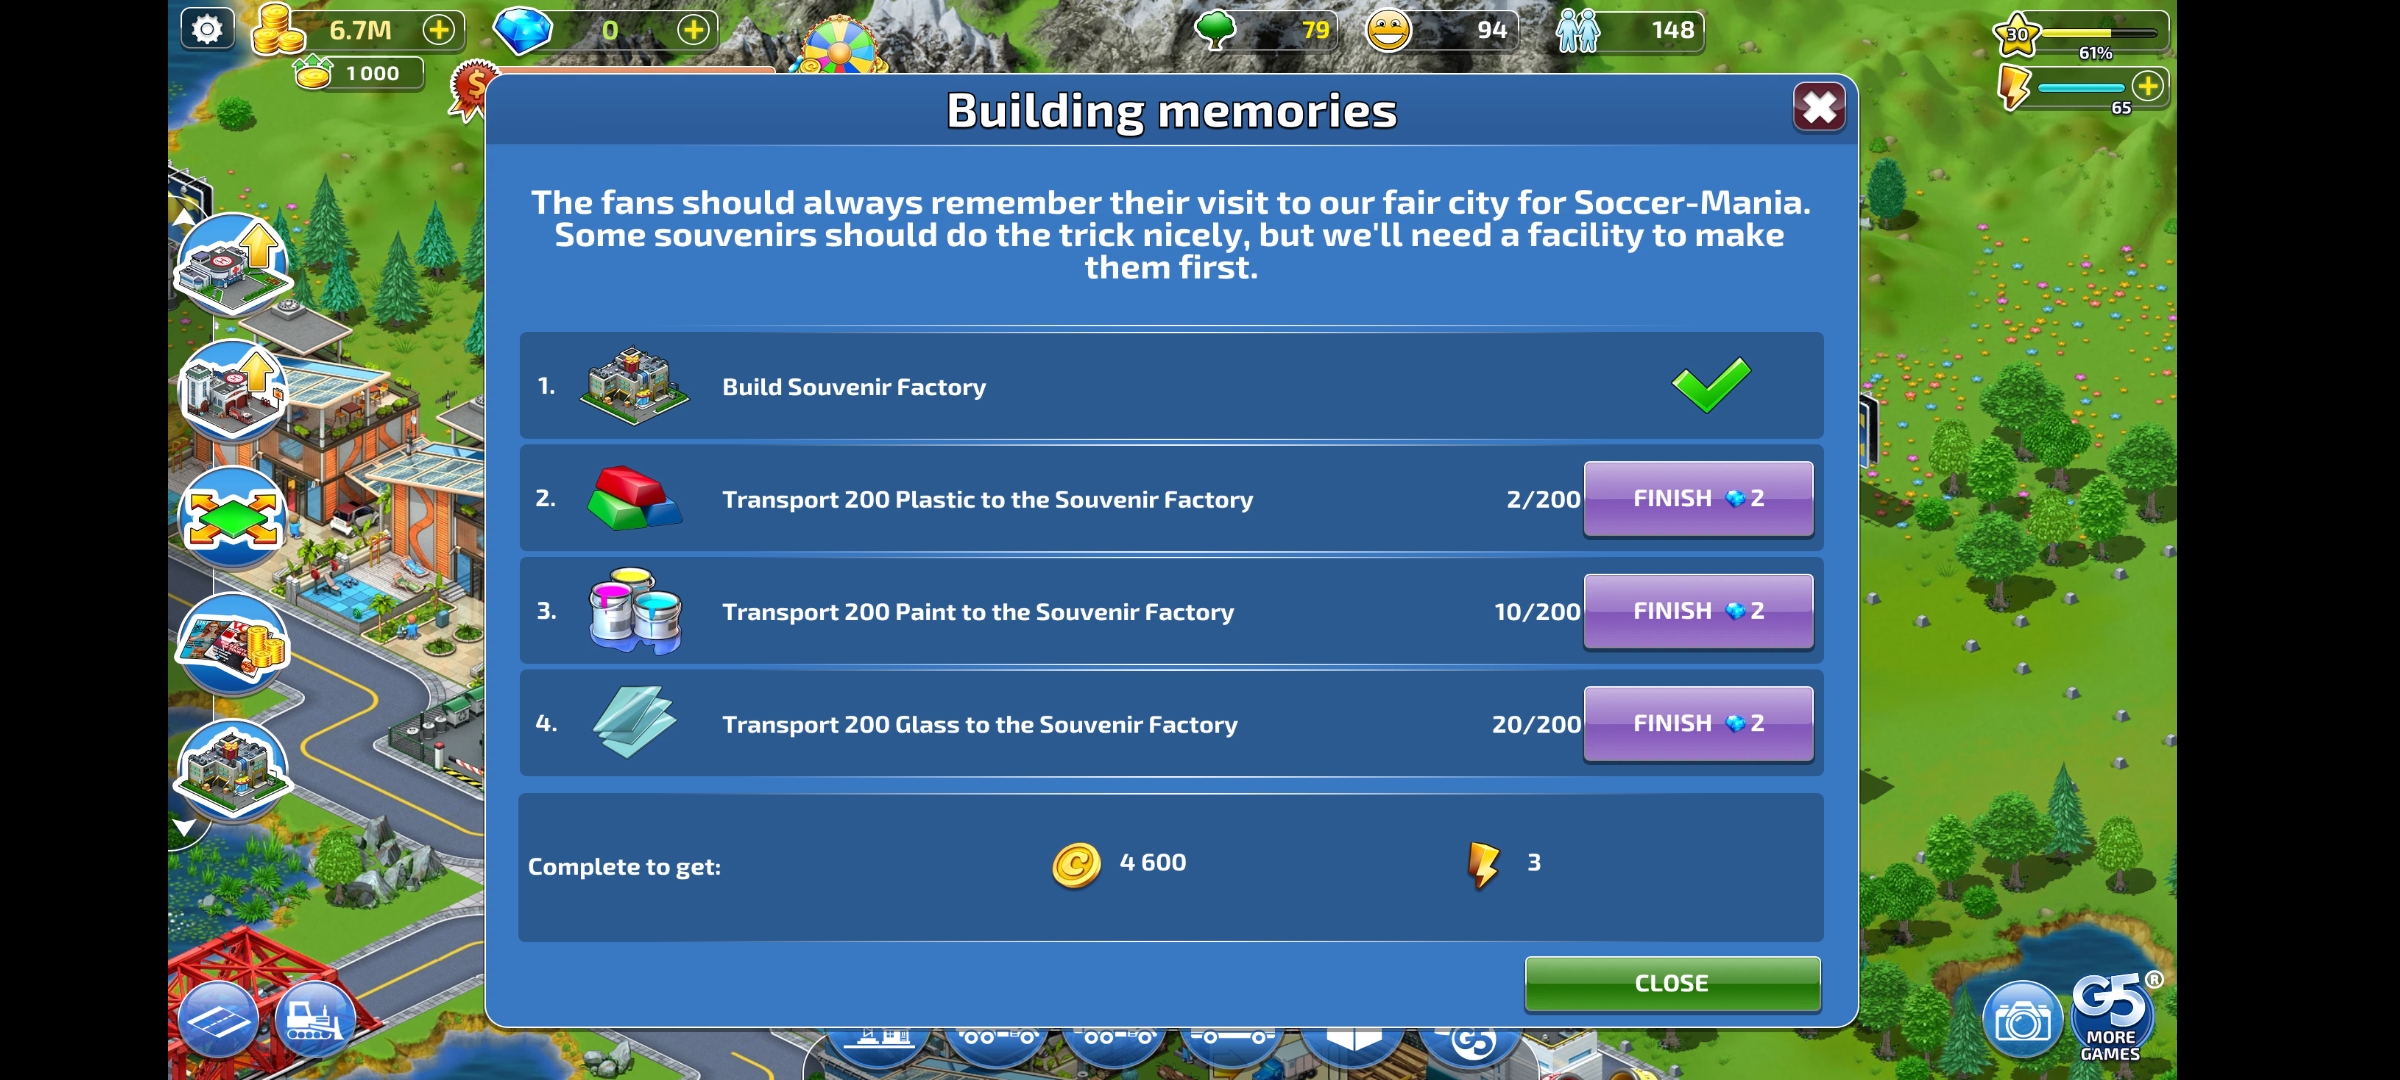 6.7M
0
79
94
148
30
61%
1 000
65
Building memories
The fans should always remember their visit to our fair city for Soccer-Mania.
Some souvenirs should do the trick nicely, but we'll need a facility to make
them first.
1. Build Souvenir Factory
2. Transport 200 Plastic to the Souvenir Factory 2/200 FINISH 2
3. Transport 200 Paint to the Souvenir Factory 10/200 FINISH 2
4. Transport 200 Glass to the Souvenir Factory 20/200 FINISH 2
Complete to get: 4 600 3
CLOSE
G5
G5 ®
MORE
GAMES